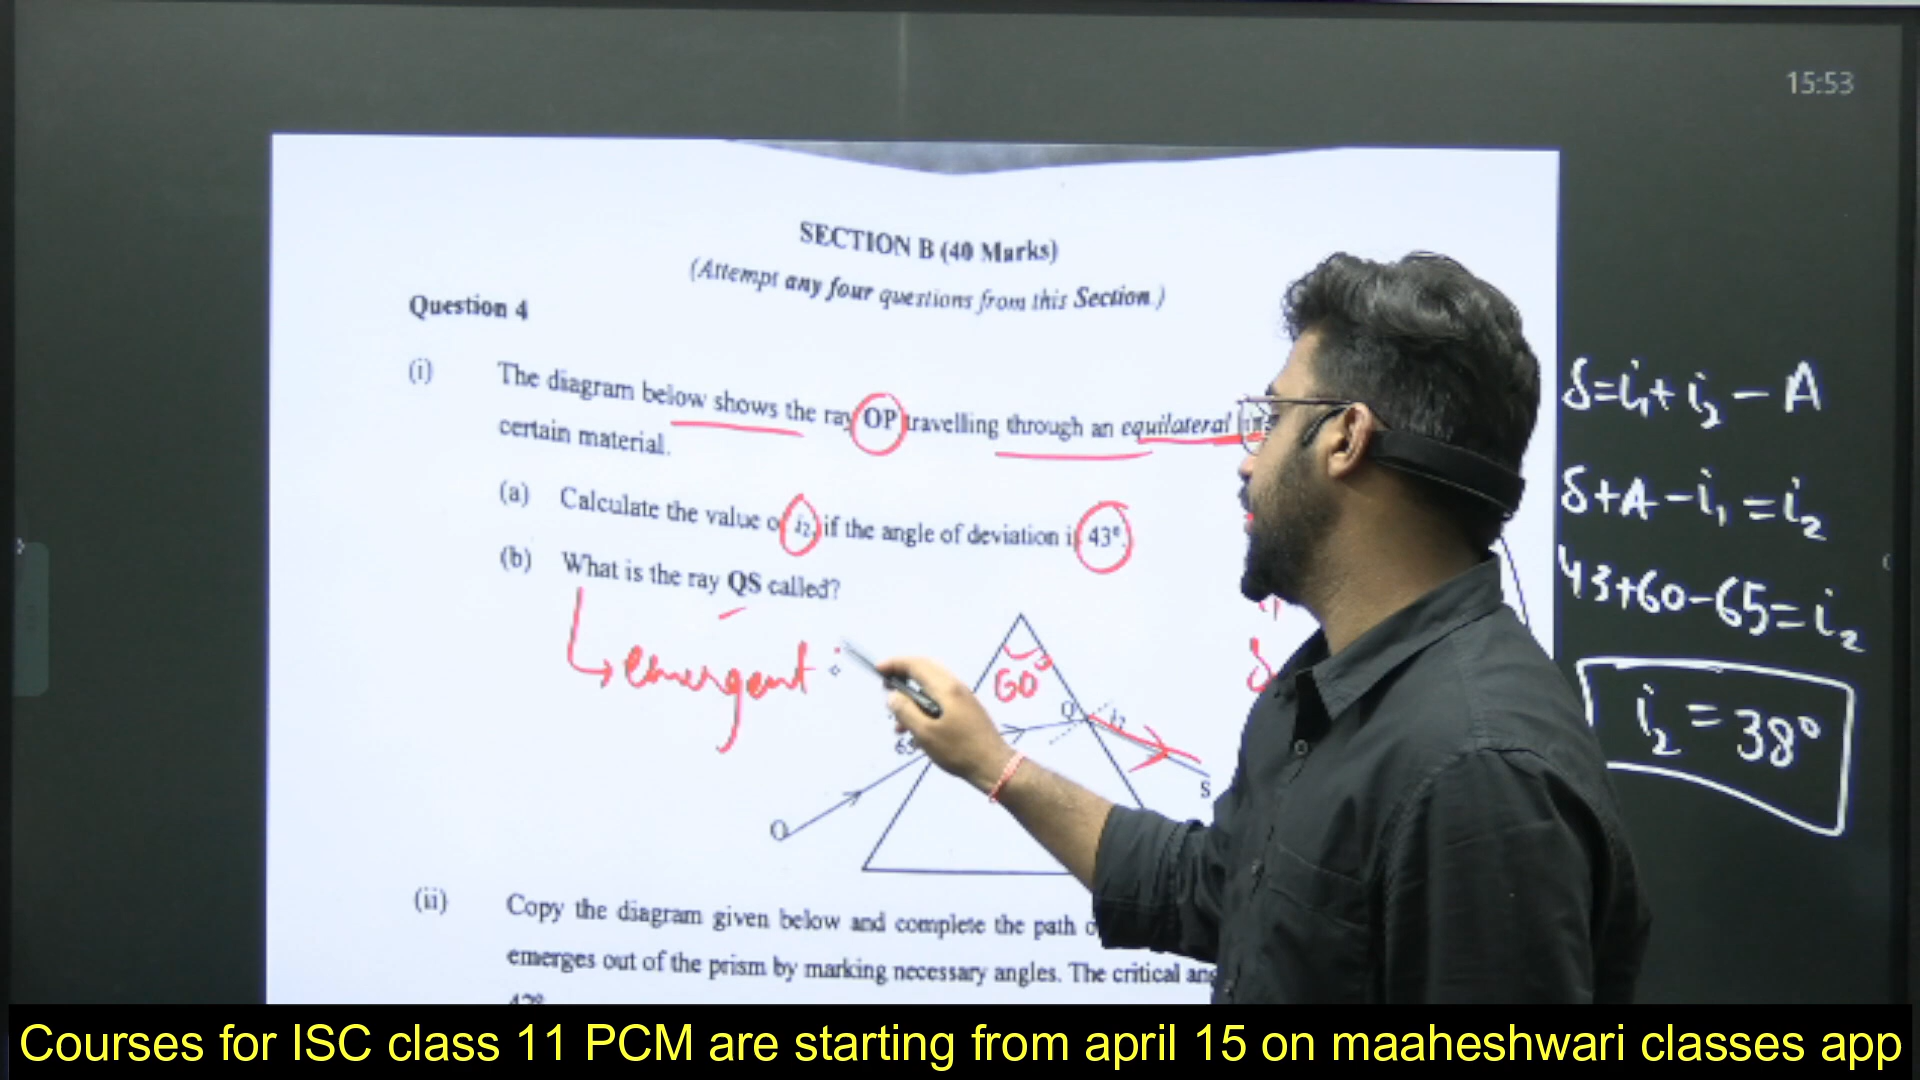 15:53
SECTION B (40 Marks)
(Attempt any four questions from this Section.)
Question 4
(i) The diagram below shows the ray OP travelling through an equilateral
certain material.
(a) Calculate the value o i₂, if the angle of deviation i 43°.
(b) What is the ray QS called?
emergent
60
Q i₂
65
S
O
(ii) Copy the diagram given below and complete the path o
emerges out of the prism by marking necessary angles. The critical ang
42°
δ
δ=i₁+i₂-A
δ+A-i₁=i₂
43+60-65=i₂
i₂=38°
Courses for ISC class 11 PCM are starting from april 15 on maaheshwari classes app